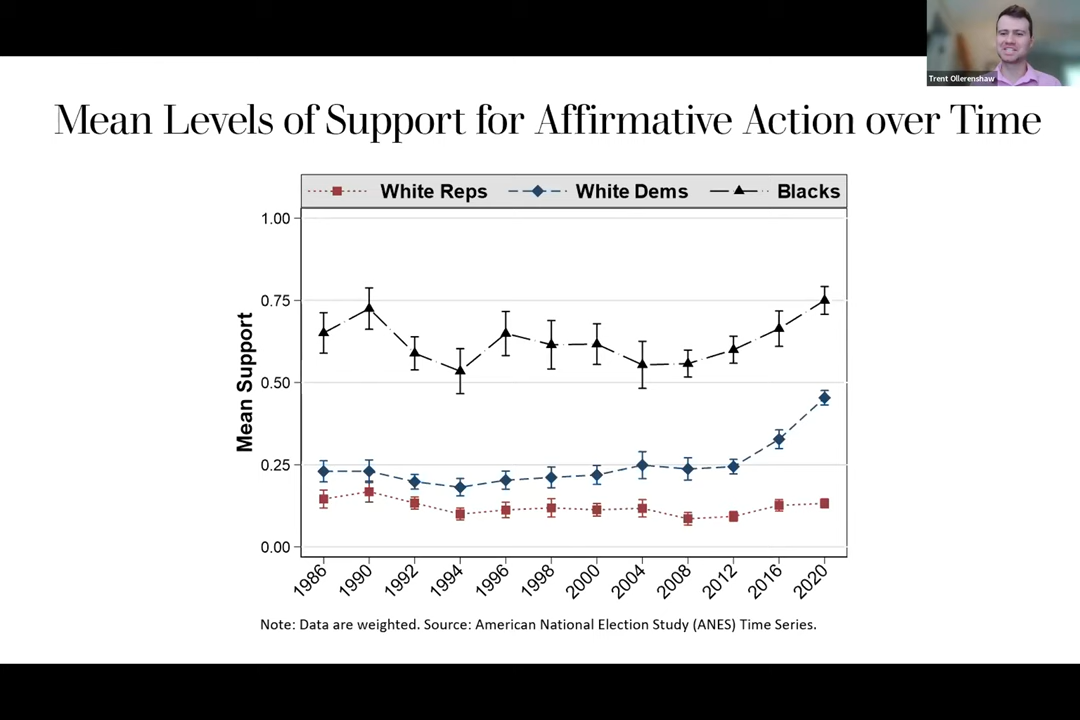 Trent Ollerenshaw
Mean Levels of Support for Affirmative Action over Time
White Reps White Dems Blacks
1.00
0.75
0.50
0.25
0.00
Mean Support
1986 1990 1992 1994 1996 1998 2000 2004 2008 2012 2016 2020
Note: Data are weighted. Source: American National Election Study (ANES) Time Series.